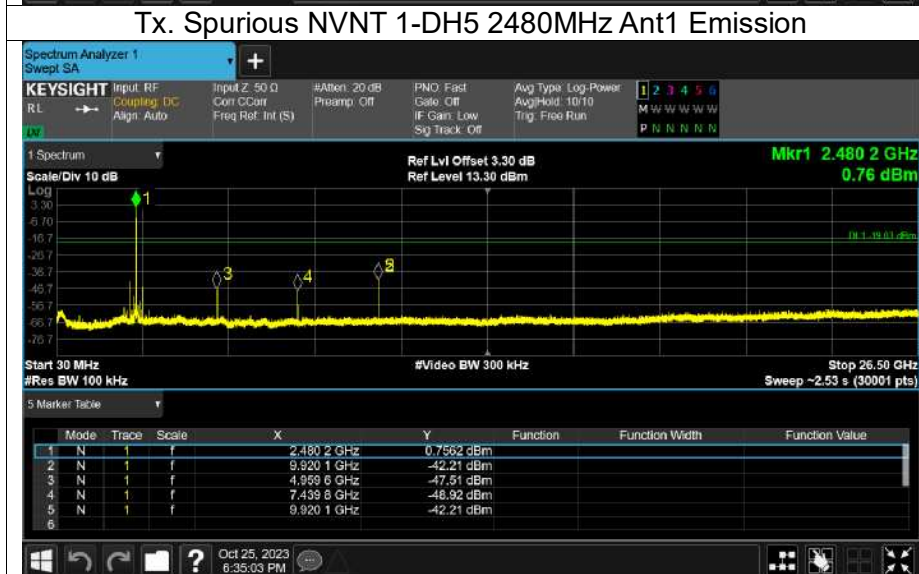 Tx. Spurious NVNT 1-DH5 2480MHz Ant1 Emission
Spectrum Analyzer 1
Swept SA
+
KEYSIGHT Input: RF Input Z: 50 Ω #Atten: 20 dB PNO: Fast Avg Type: Log-Power 1 2 3 4 5 6
RL Coupling: DC Corr CCorr Preamp: Off Gate: Off Avg|Hold: 10/10 M W W W W W
Align: Auto Freq Ref: Int (S) IF Gain: Low Trig: Free Run
Sig Track: Off P N N N N N
1 Spectrum
Ref Lvl Offset 3.30 dB Mkr1 2.480 2 GHz
Scale/Div 10 dB Ref Level 13.30 dBm 0.76 dBm
Log
1
3.30
-6.70
-16.7 DL1 -19.03 dBm
-26.7
-36.7 3 4
-46.7
-56.7
-66.7
-76.7
Start 30 MHz #Video BW 300 kHz Stop 26.50 GHz
#Res BW 100 kHz Sweep ~2.53 s (30001 pts)
5 Marker Table
Mode Trace Scale X Y Function Function Width Function Value
1 N 1 f 2.480 2 GHz 0.7562 dBm
2 N 1 f 9.920 1 GHz -42.21 dBm
3 N 1 f 4.959 6 GHz -47.51 dBm
4 N 1 f 7.439 8 GHz -48.92 dBm
5 N 1 f 9.920 1 GHz -42.21 dBm
6
? Oct 25, 2023
6:35:03 PM